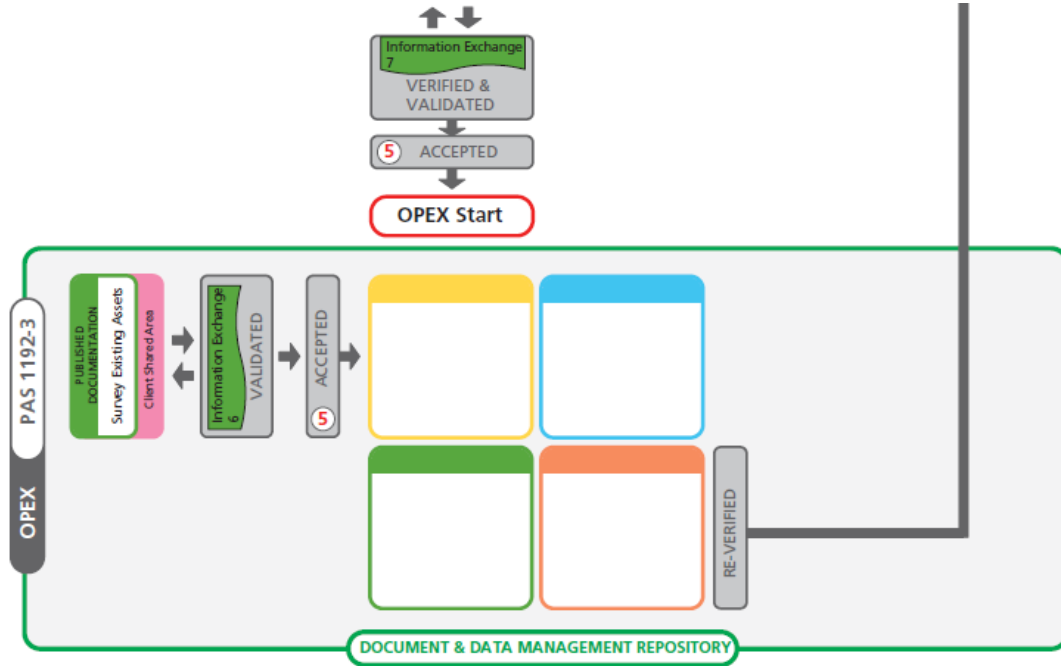 Information Exchange
7
VERIFIED &
VALIDATED
5 ACCEPTED
OPEX Start
PAS 1192-3
OPEX
PUBLISHED
DOCUMENTATION
Survey Existing Assets
Client Shared Area
Information Exchange
6
VALIDATED
ACCEPTED
5
RE-VERIFIED
DOCUMENT & DATA MANAGEMENT REPOSITORY